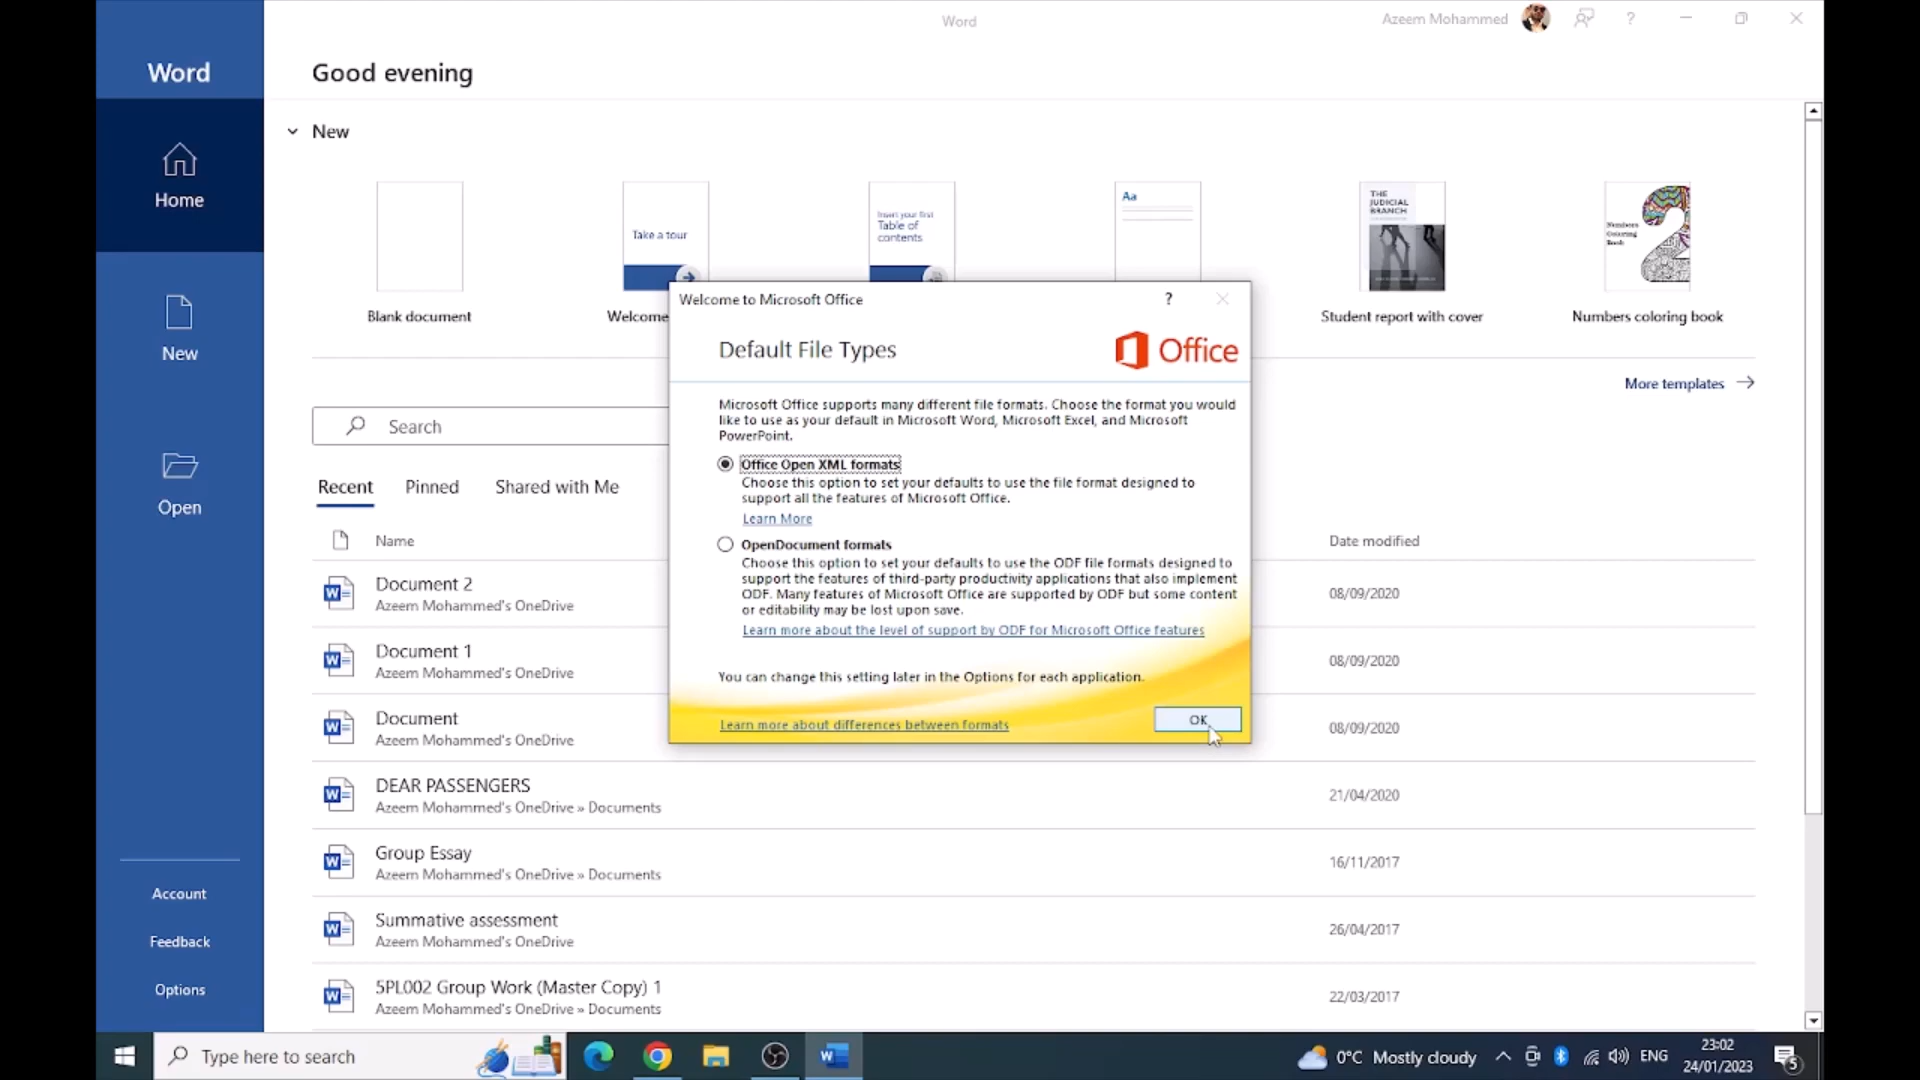 Word
Azeem Mohammed
?
Word
Good evening
New
Home
New
Open
Account
Feedback
Options
Take a tour
Insert your first
Table of
contents
Aa
THE
JUDICIAL
BRANCH
Numbers
Coloring
Book
Blank document
Welcome
Student report with cover
Numbers coloring book
More templates
Search
Recent
Pinned
Shared with Me
Name
Date modified
Document 2
Azeem Mohammed's OneDrive
08/09/2020
Document 1
Azeem Mohammed's OneDrive
08/09/2020
Document
Azeem Mohammed's OneDrive
08/09/2020
DEAR PASSENGERS
Azeem Mohammed's OneDrive » Documents
21/04/2020
Group Essay
Azeem Mohammed's OneDrive » Documents
16/11/2017
Summative assessment
Azeem Mohammed's OneDrive
26/04/2017
5PL002 Group Work (Master Copy) 1
Azeem Mohammed's OneDrive » Documents
22/03/2017
Welcome to Microsoft Office
?
Default File Types
Office
Microsoft Office supports many different file formats. Choose the format you would
like to use as your default in Microsoft Word, Microsoft Excel, and Microsoft
PowerPoint.
Office Open XML formats
Choose this option to set your defaults to use the file format designed to
support all the features of Microsoft Office.
Learn More
OpenDocument formats
Choose this option to set your defaults to use the ODF file formats designed to
support the features of third-party productivity applications that also implement
ODF. Many features of Microsoft Office are supported by ODF but some content
or editability may be lost upon save.
Learn more about the level of support by ODF for Microsoft Office features
You can change this setting later in the Options for each application.
Learn more about differences between formats
OK
Type here to search
0°C Mostly cloudy
ENG
23:02
24/01/2023
5